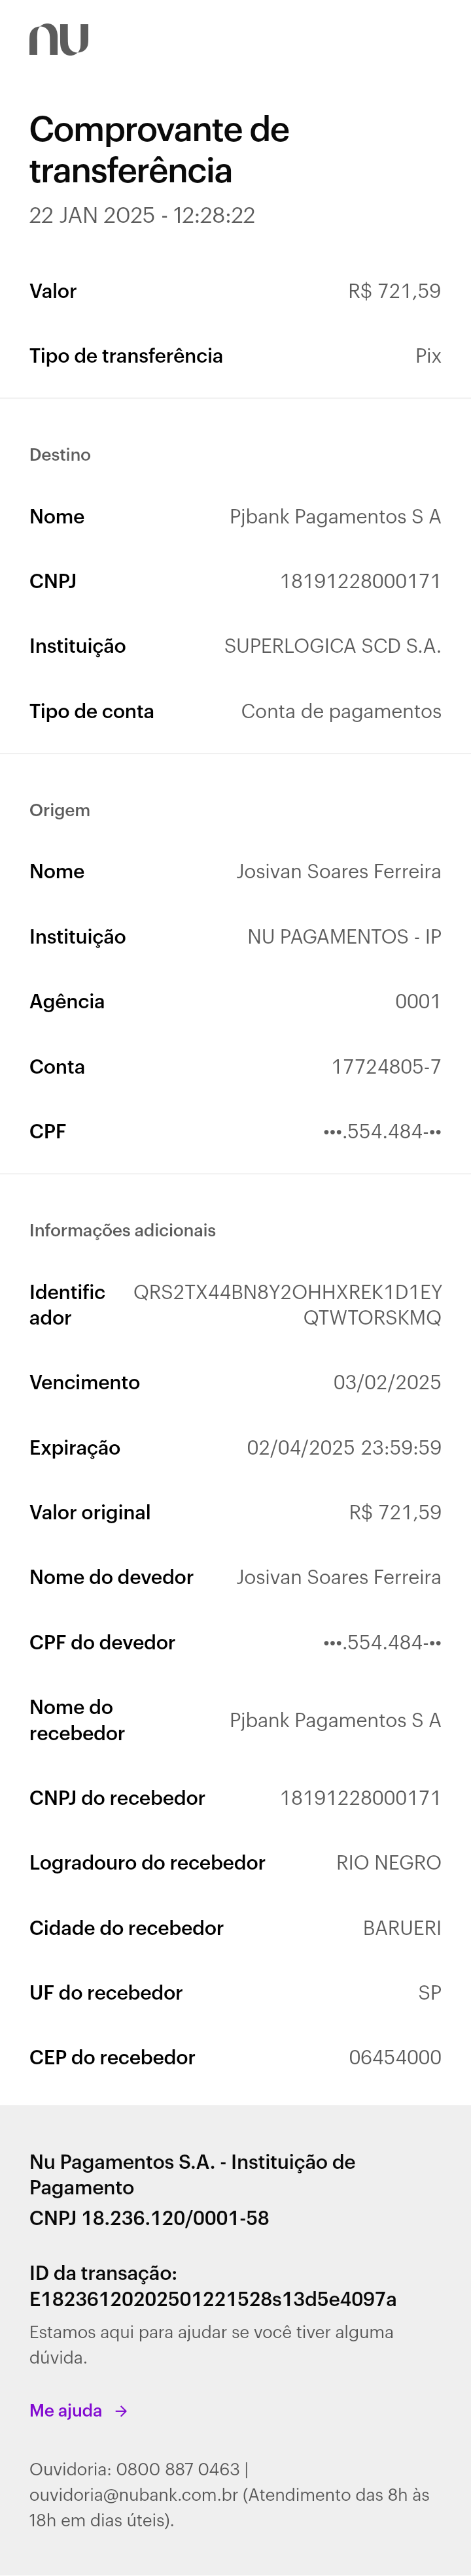 nu
Comprovante de
transferência
22 JAN 2025 - 12:28:22
Valor R$ 721,59
Tipo de transferência Pix
Destino
Nome Pjbank Pagamentos S A
CNPJ 18191228000171
Instituição SUPERLOGICA SCD S.A.
Tipo de conta Conta de pagamentos
Origem
Nome Josivan Soares Ferreira
Instituição NU PAGAMENTOS - IP
Agência 0001
Conta 17724805-7
CPF •••.554.484-••
Informações adicionais
Identific QRS2TX44BN8Y2OHHXREK1D1EY
ador QTWTORSKMQ
Vencimento 03/02/2025
Expiração 02/04/2025 23:59:59
Valor original R$ 721,59
Nome do devedor Josivan Soares Ferreira
CPF do devedor •••.554.484-••
Nome do
recebedor Pjbank Pagamentos S A
CNPJ do recebedor 18191228000171
Logradouro do recebedor RIO NEGRO
Cidade do recebedor BARUERI
UF do recebedor SP
CEP do recebedor 06454000
Nu Pagamentos S.A. - Instituição de
Pagamento
CNPJ 18.236.120/0001-58
ID da transação:
E18236120202501221528s13d5e4097a
Estamos aqui para ajudar se você tiver alguma
dúvida.
Me ajuda →
Ouvidoria: 0800 887 0463 |
ouvidoria@nubank.com.br (Atendimento das 8h às
18h em dias úteis).